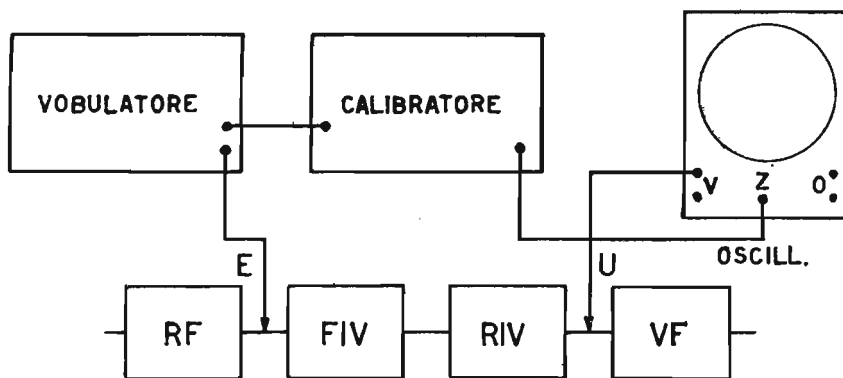 VOBULATORE
CALIBRATORE
V Z O
OSCILL.
E
U
RF
FIV
RIV
VF